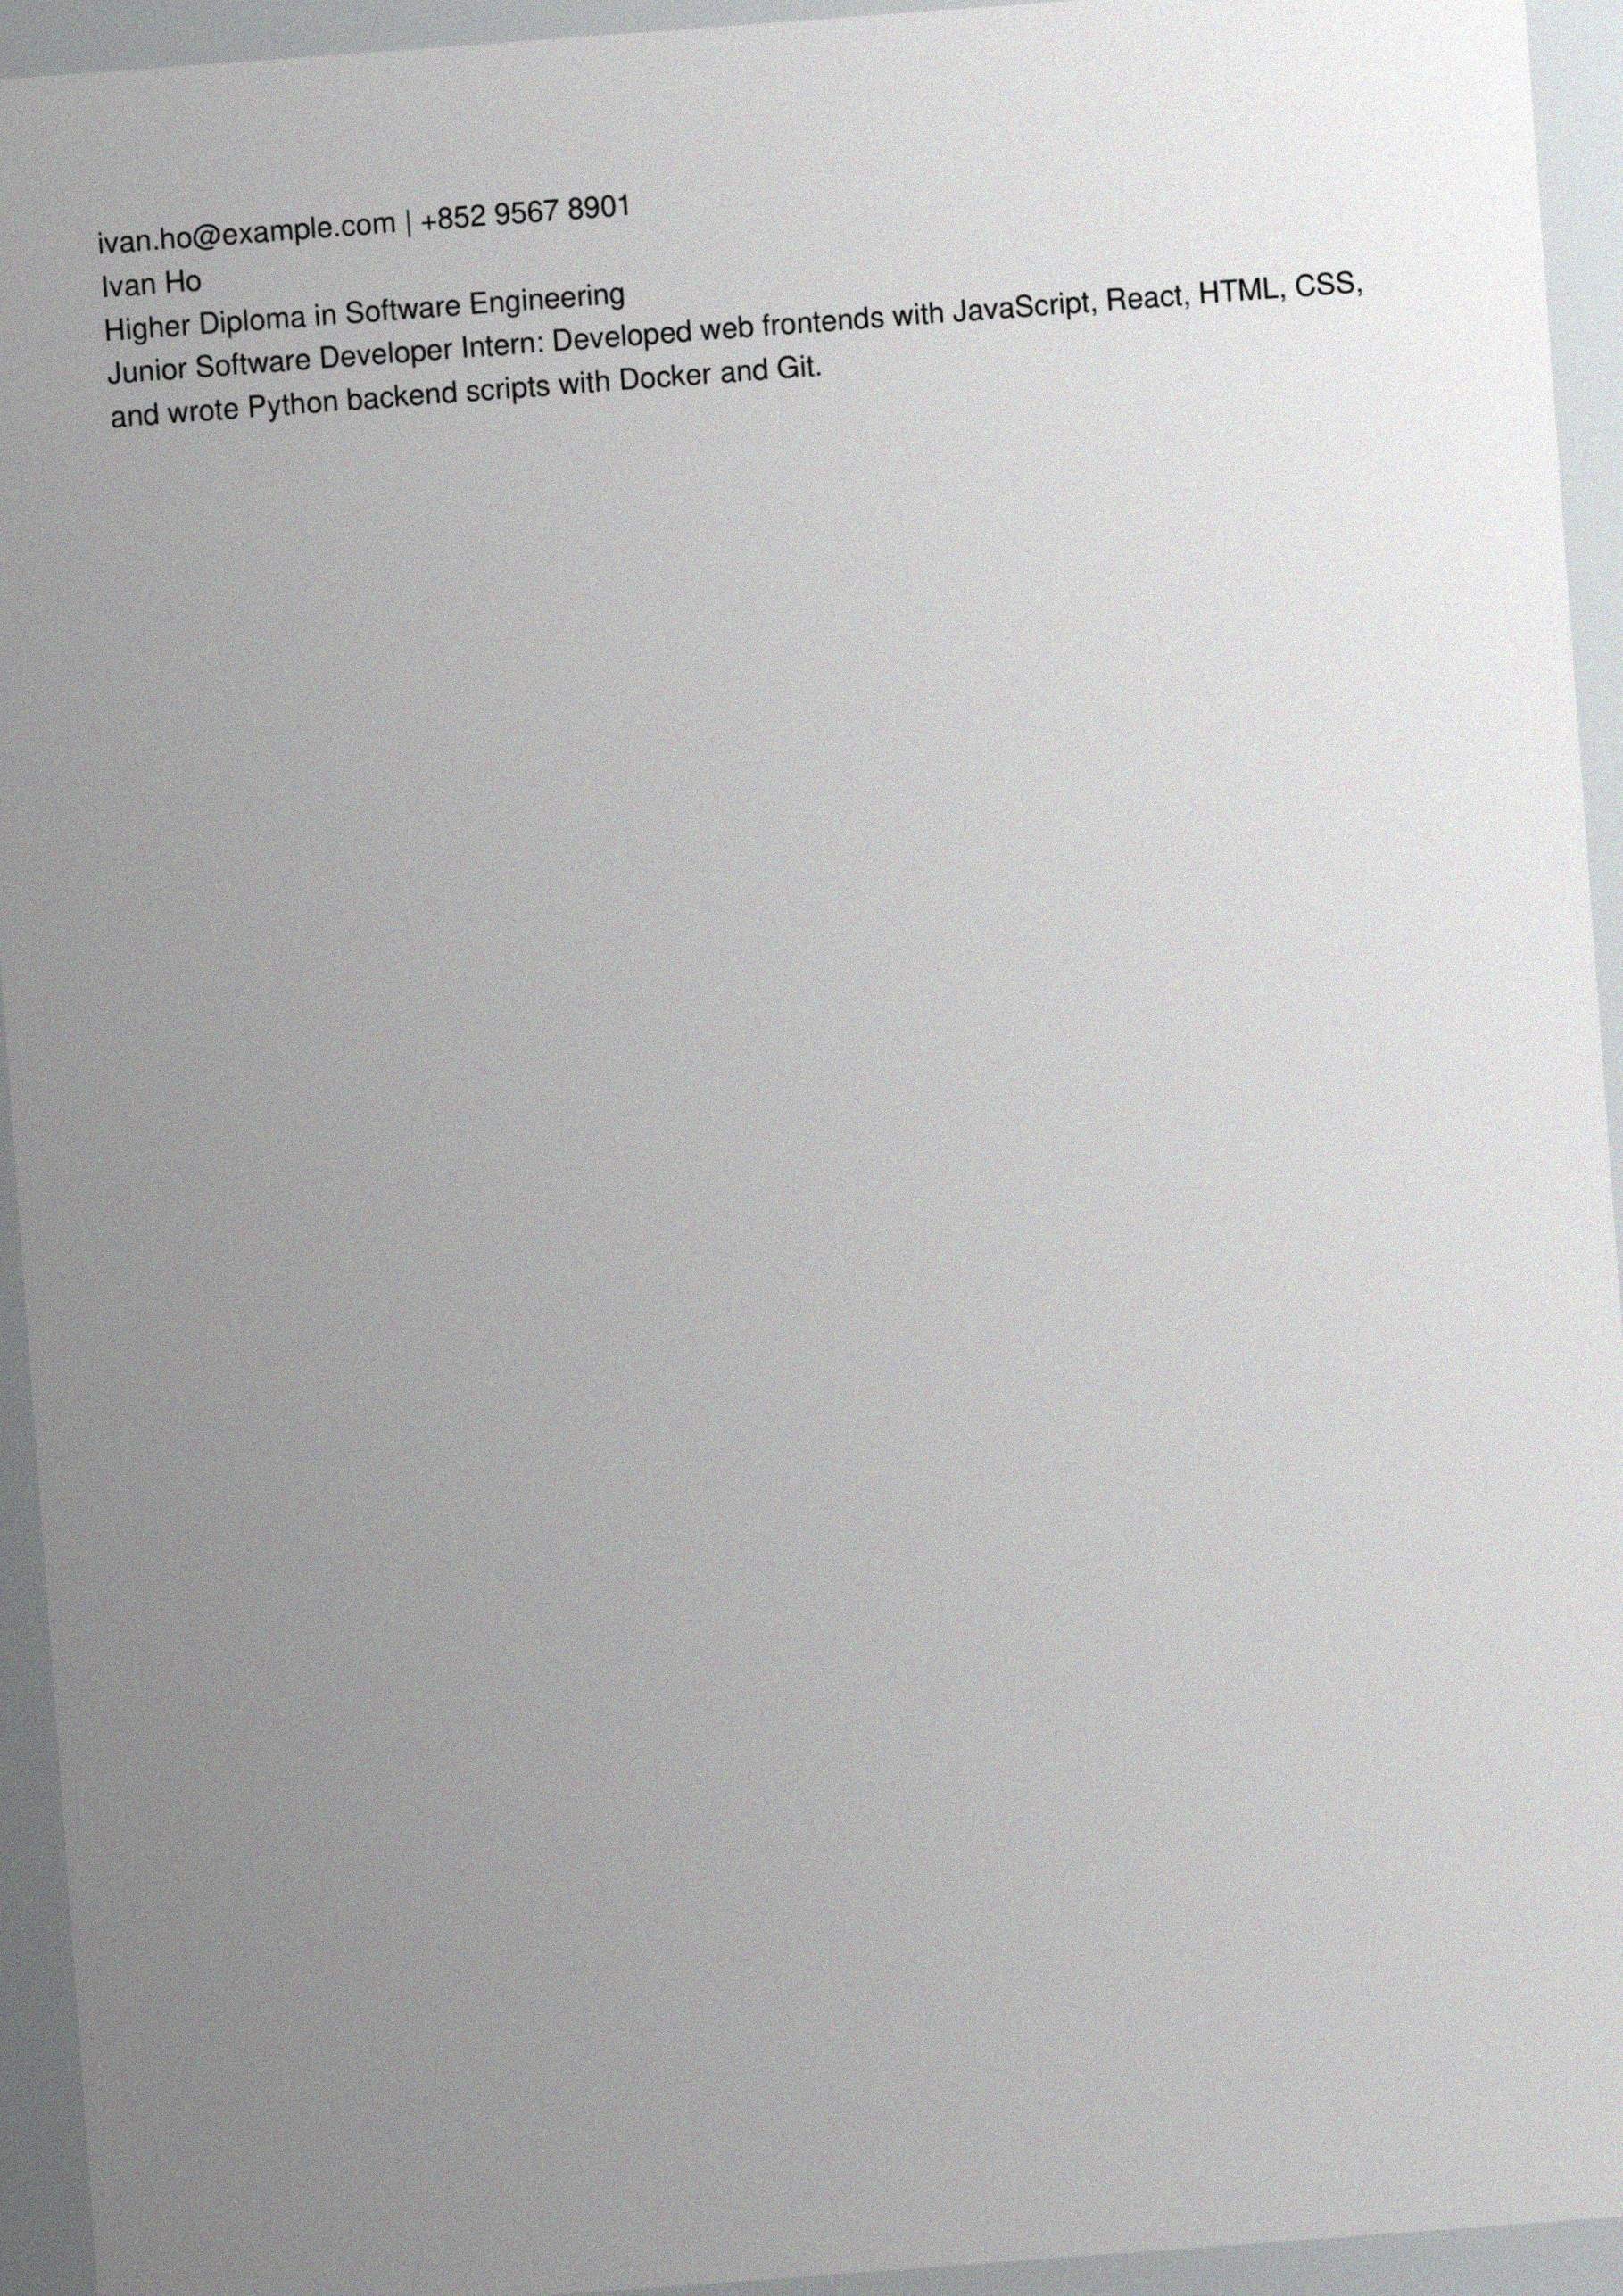 ivan.ho@example.com | +852 9567 8901
Ivan Ho
Higher Diploma in Software Engineering
Junior Software Developer Intern: Developed web frontends with JavaScript, React, HTML, CSS,
and wrote Python backend scripts with Docker and Git.